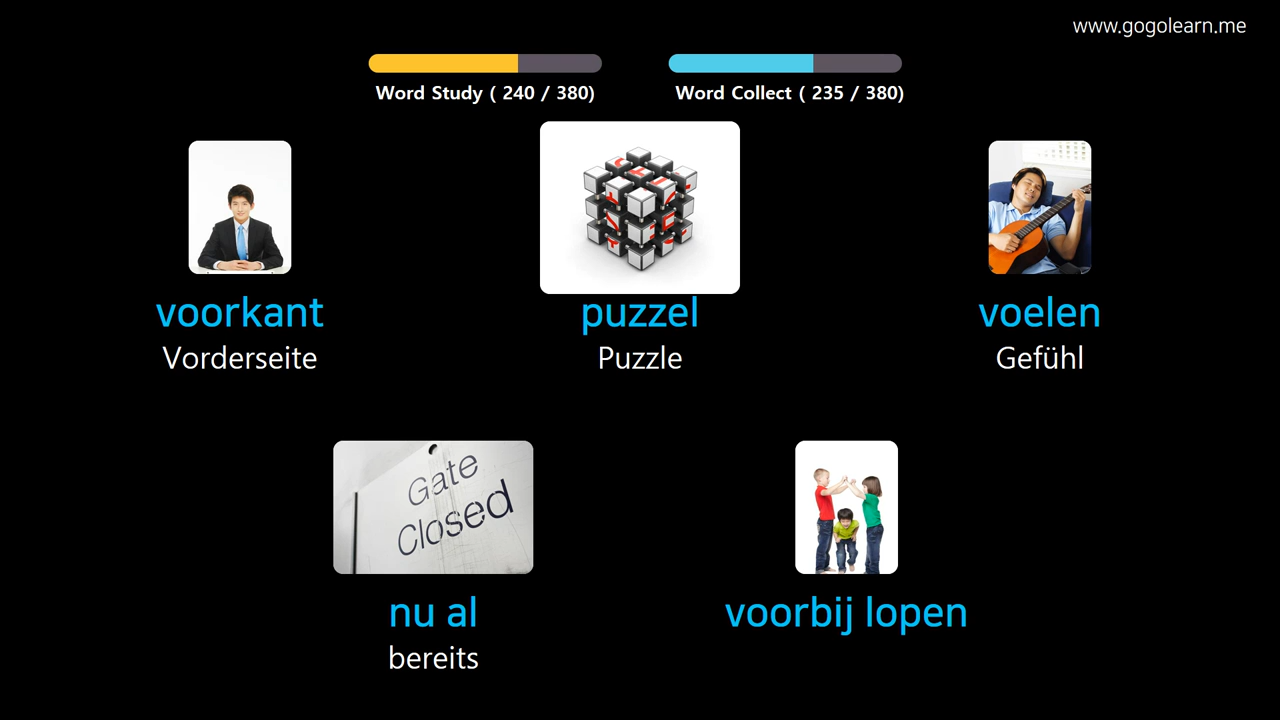 www.gogolearn.me
Word Study ( 240 / 380)
Word Collect ( 235 / 380)
voorkant
Vorderseite
puzzel
Puzzle
voelen
Gefühl
Gate
Closed
nu al
bereits
voorbij lopen